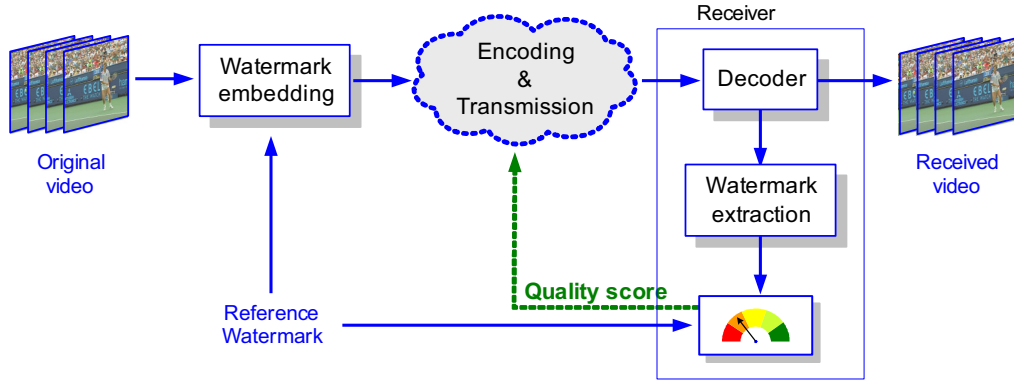 Receiver
Watermark
embedding
Encoding
&
Transmission
Decoder
Original
video
Received
video
Watermark
extraction
Quality score
Reference
Watermark